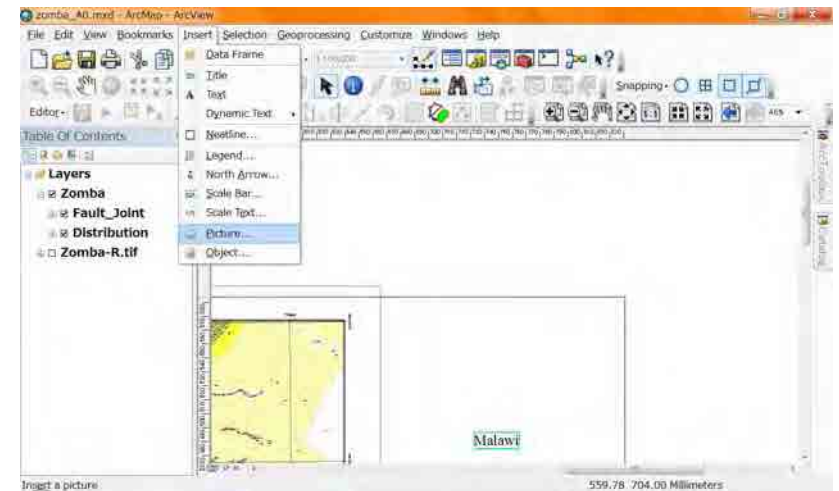 zomba_A0.mxd - ArcMap - ArcView
File Edit View Bookmarks Insert Selection Geoprocessing Customize Windows Help
Data Frame
Title
Text
Dynamic Text
Neatline...
Legend...
North Arrow...
Scale Bar...
Scale Text...
Picture...
Object...
Snapping
Editor
Table Of Contents
Layers
Zomba
Fault_Joint
Distribution
Zomba-R.tif
ArcToolbox
Catalog
Malawi
Insert a picture
559.78 704.00 Millimeters